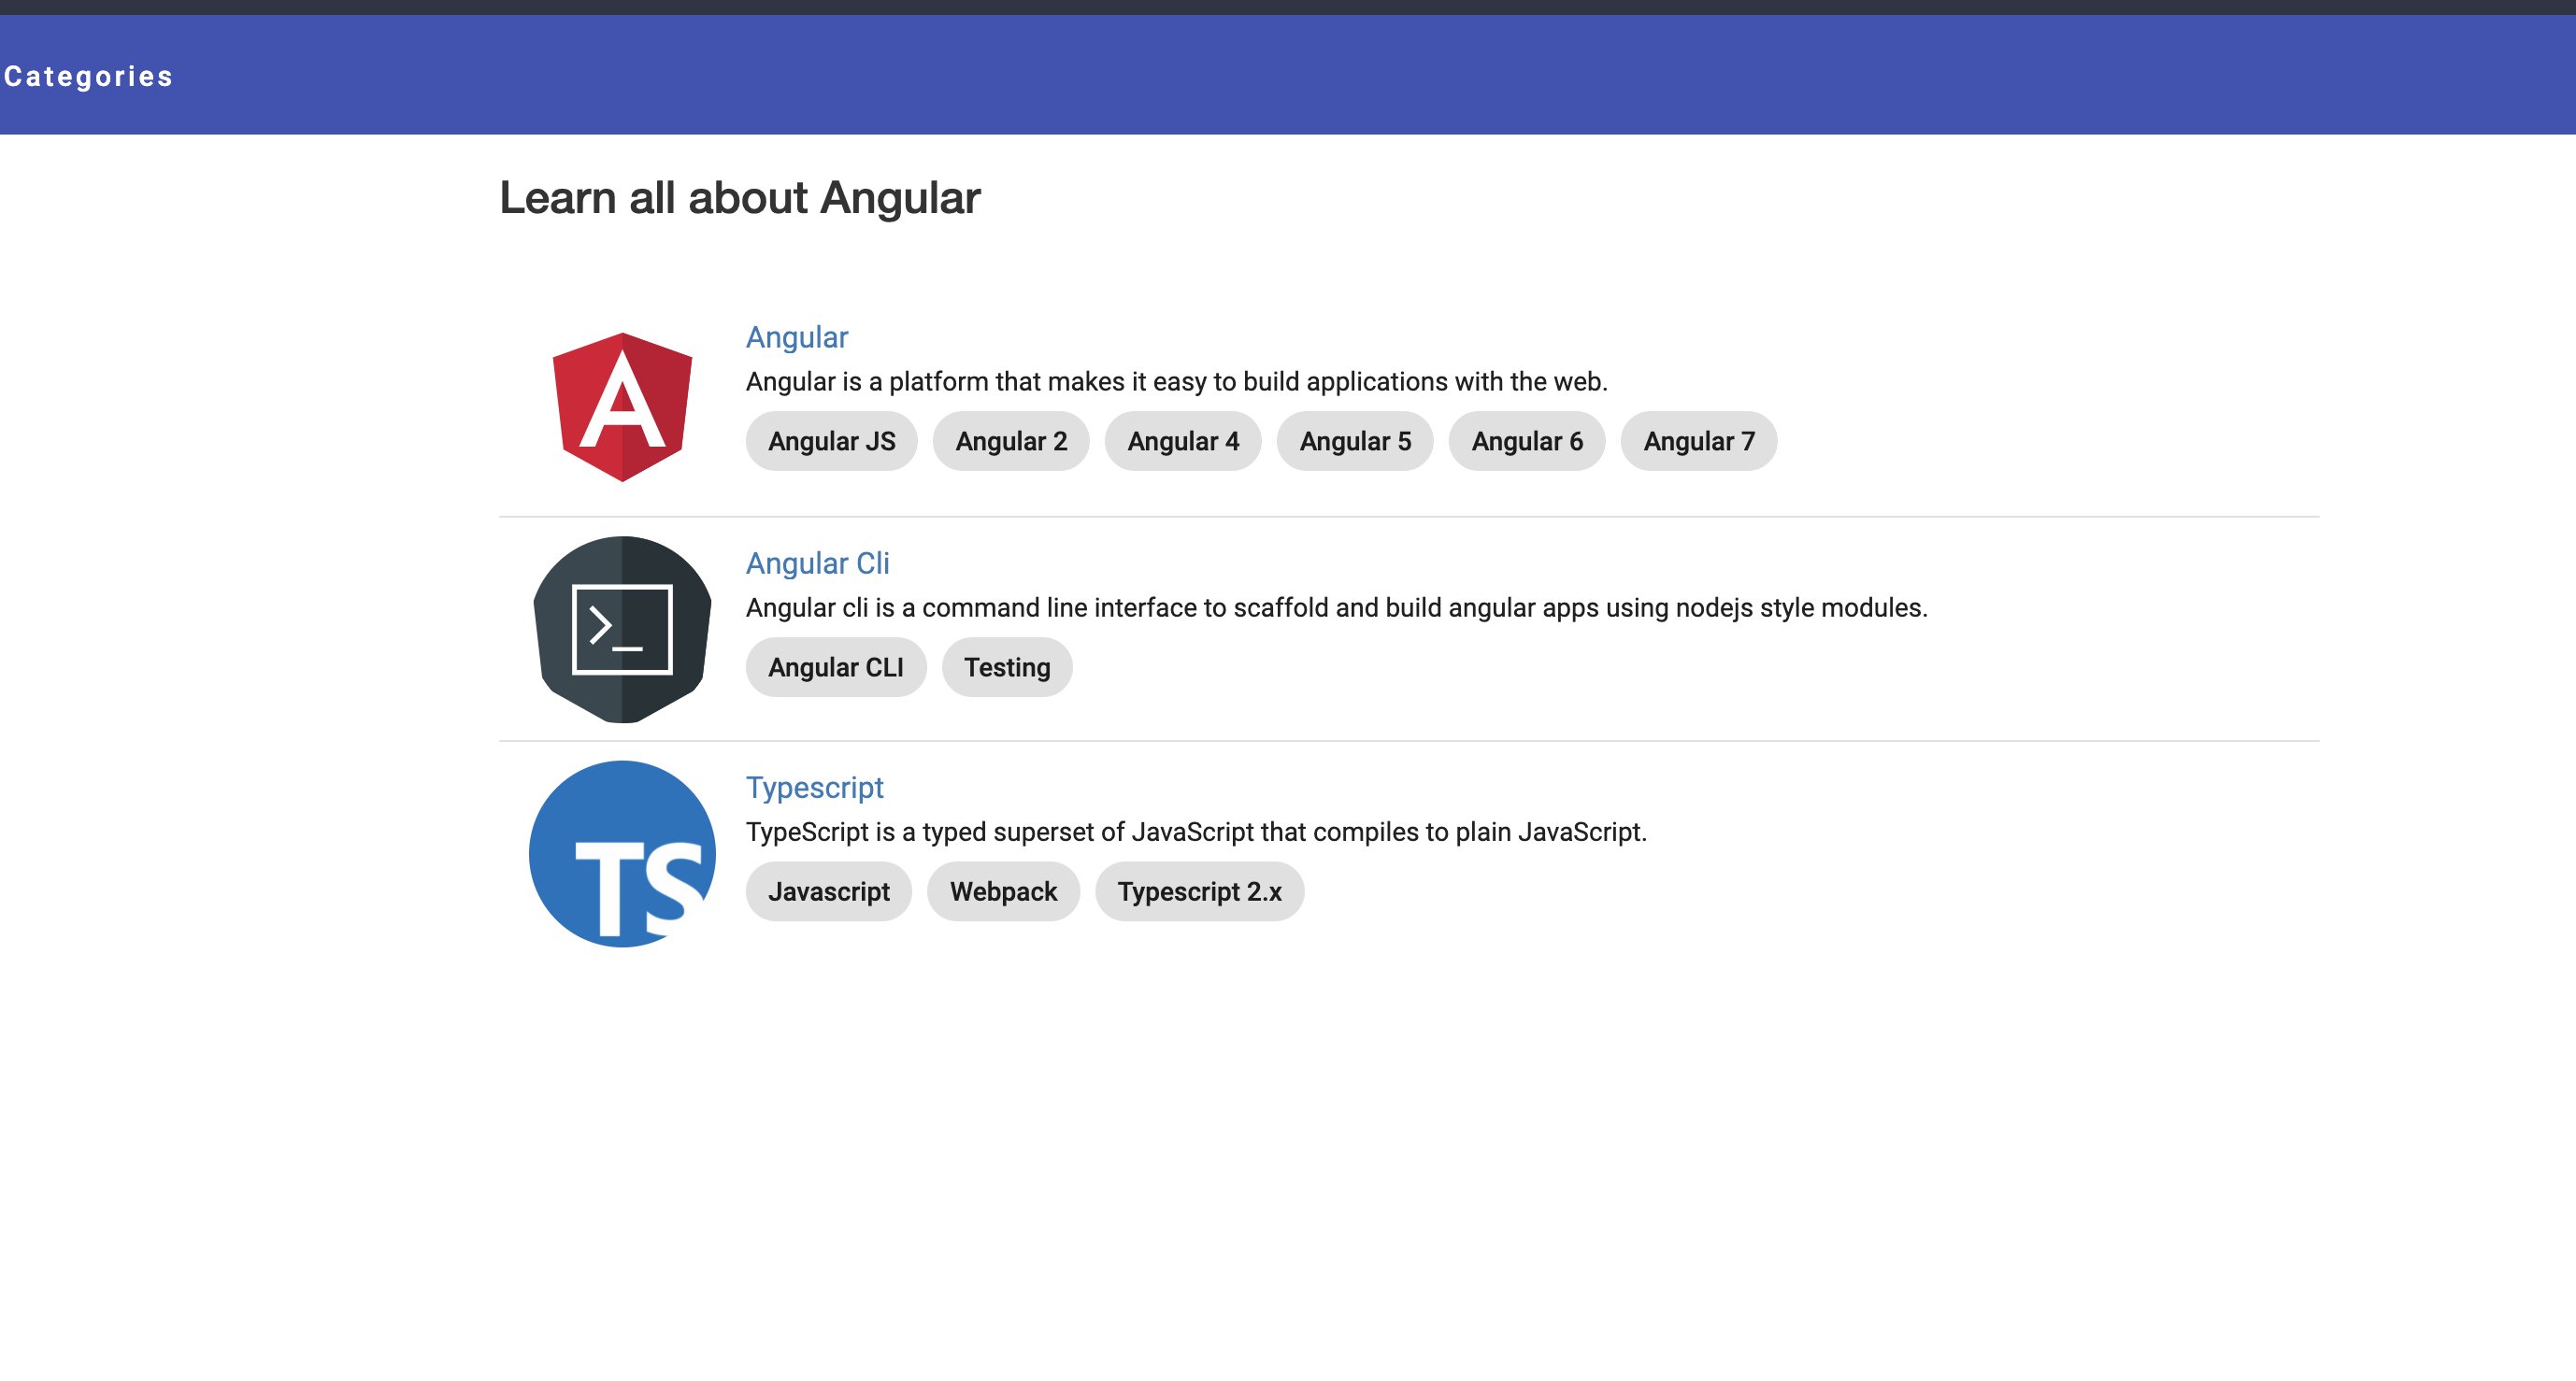 Categories
Learn all about Angular
Angular
Angular is a platform that makes it easy to build applications with the web.
Angular JS Angular 2 Angular 4 Angular 5 Angular 6 Angular 7
Angular Cli
Angular cli is a command line interface to scaffold and build angular apps using nodejs style modules.
Angular CLI Testing
TS
Typescript
TypeScript is a typed superset of JavaScript that compiles to plain JavaScript.
Javascript Webpack Typescript 2.x